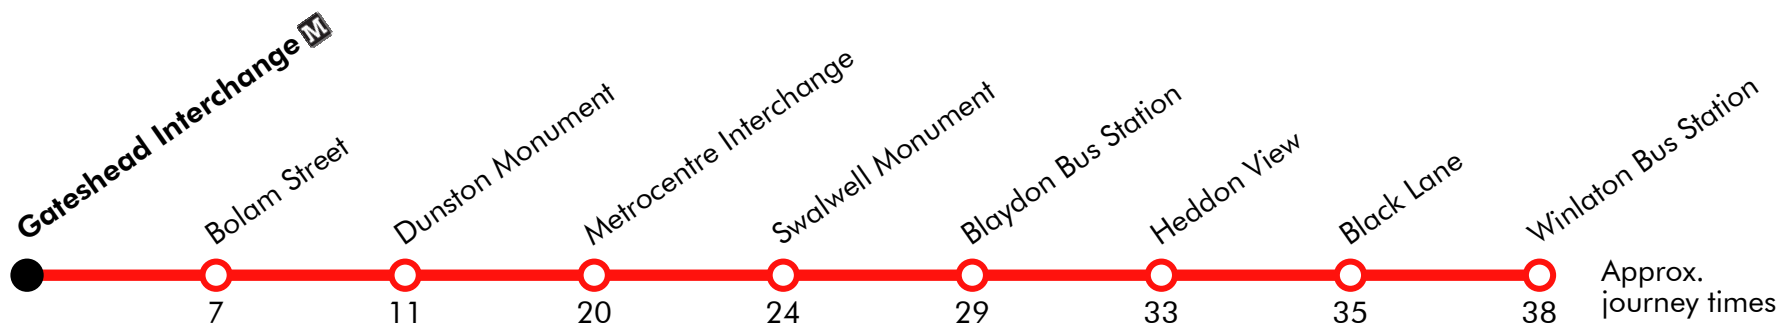 Gateshead Interchange M
Bolam Street
Dunston Monument
Metrocentre Interchange
Swalwell Monument
Blaydon Bus Station
Heddon View
Black Lane
Winlaton Bus Station
7
11
20
24
29
33
35
38
Approx.
journey times